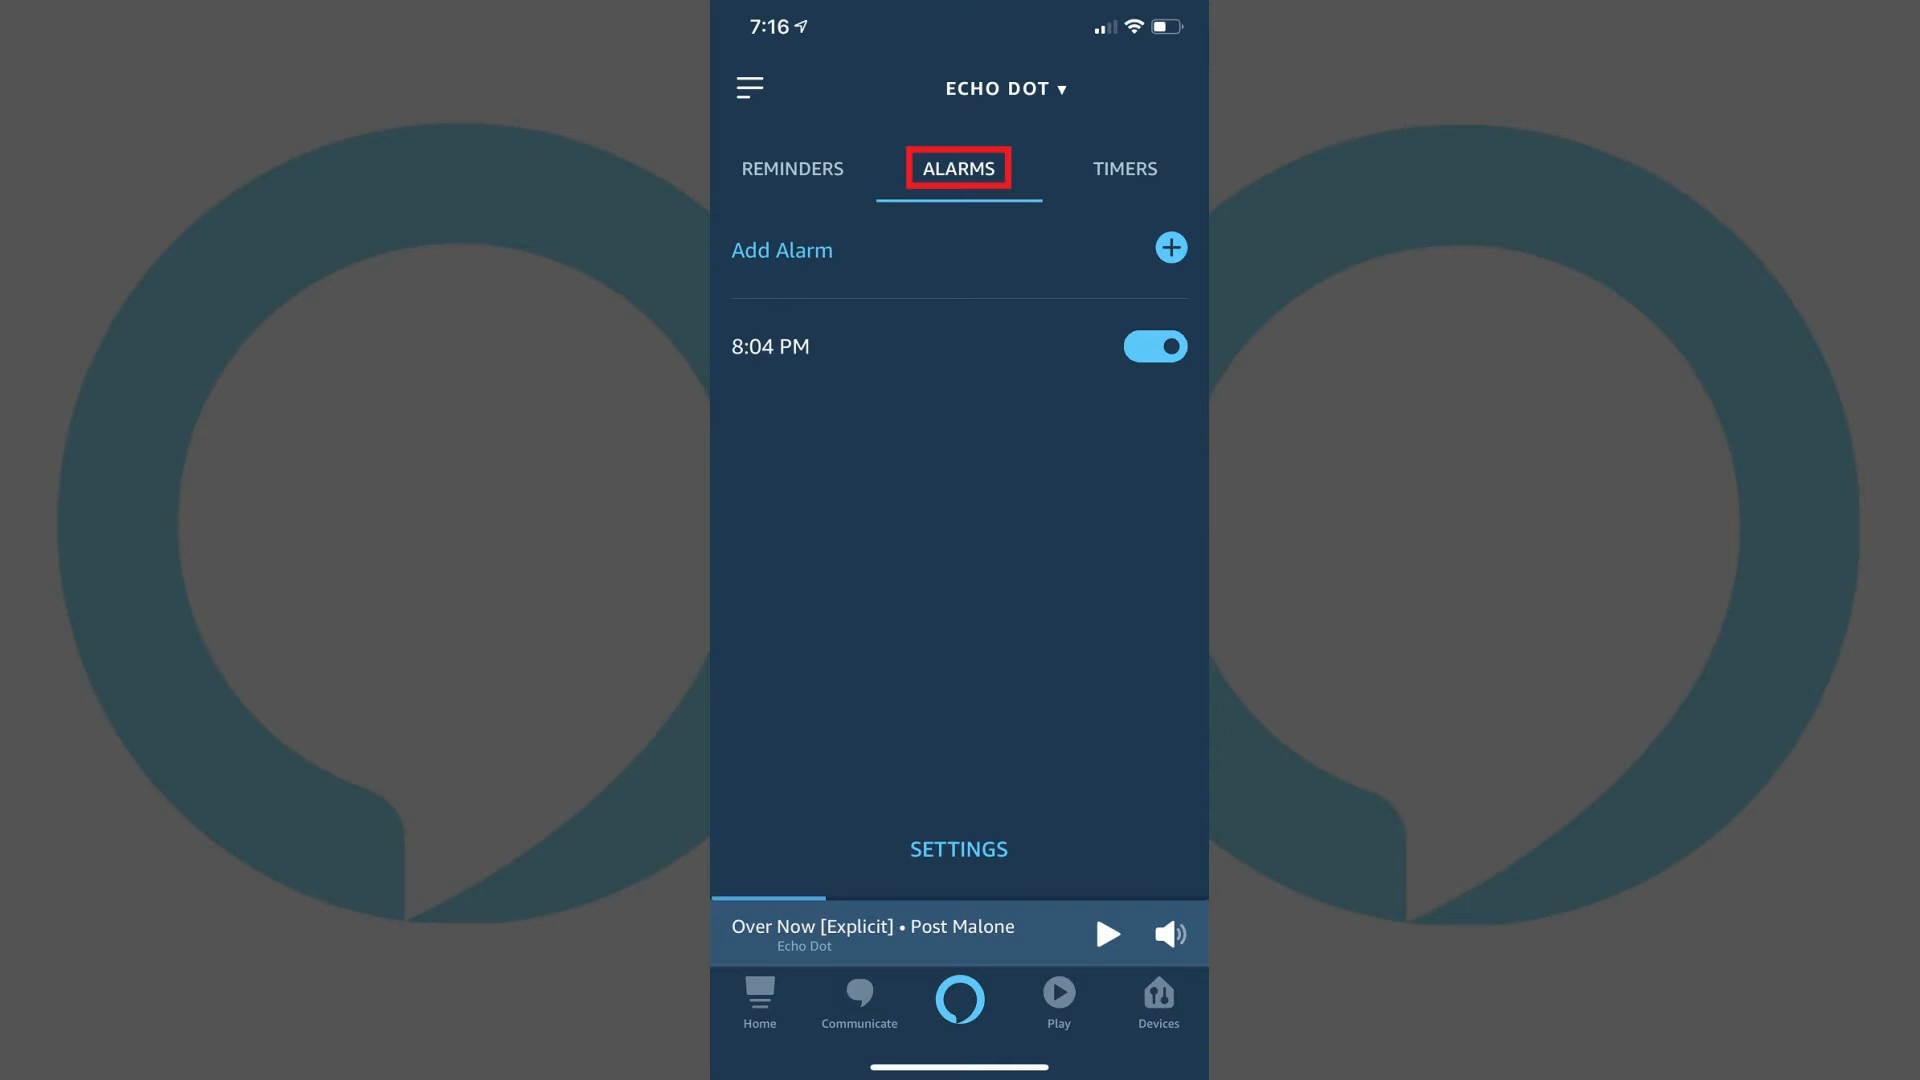 7:16
ECHO DOT ▾
REMINDERS
ALARMS
TIMERS
Add Alarm
8:04 PM
SETTINGS
Over Now [Explicit] • Post Malone
Echo Dot
Home
Communicate
Play
Devices